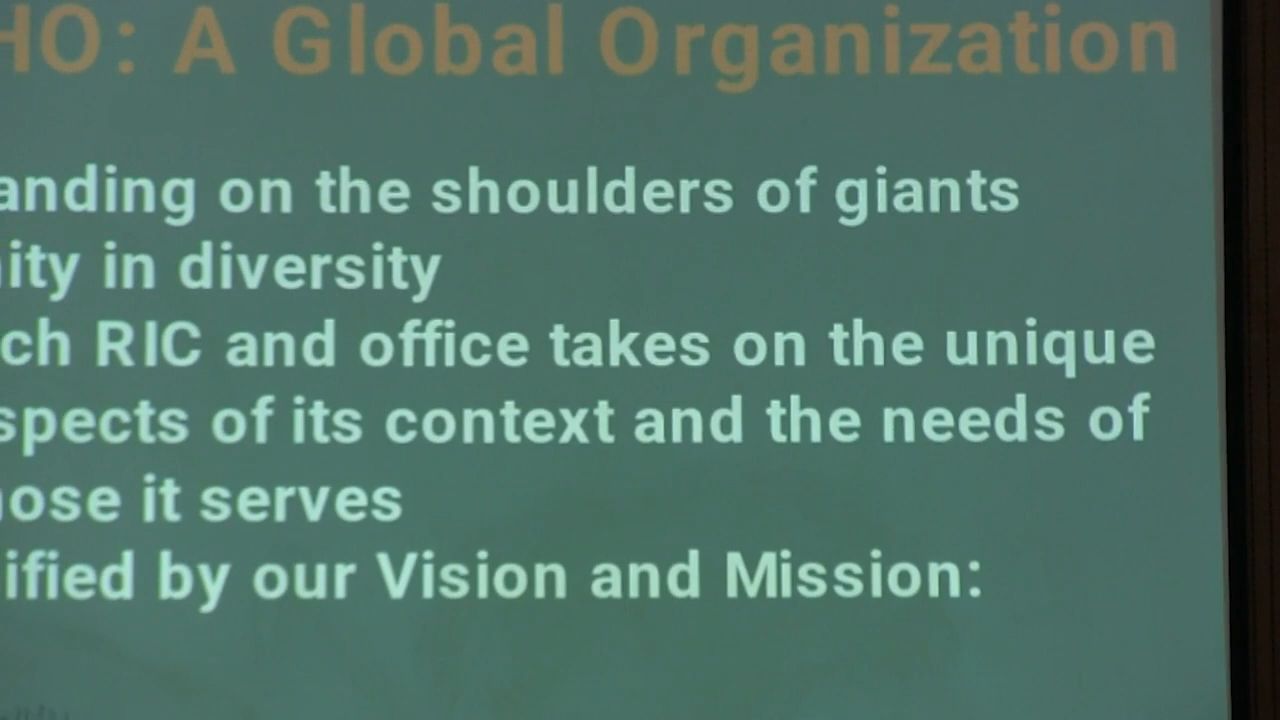 HO: A Global Organization
anding on the shoulders of giants
ity in diversity
ch RIC and office takes on the unique
spects of its context and the needs of
ose it serves
ified by our Vision and Mission: